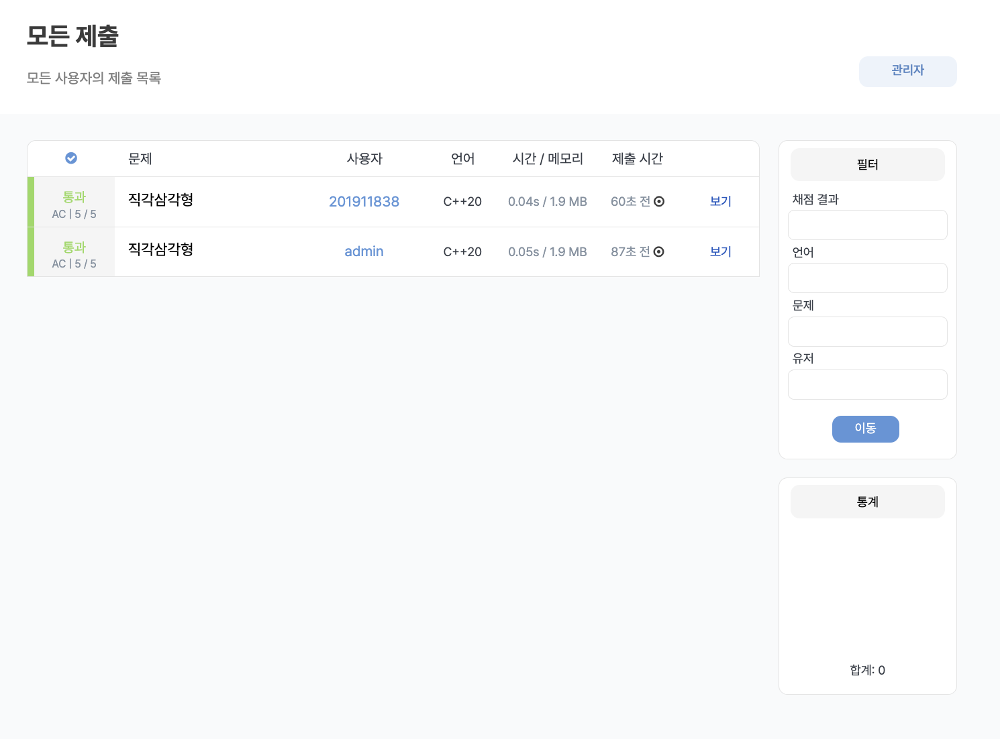 모든 제출
모든 사용자의 제출 목록
관리자
문제 사용자 언어 시간 / 메모리 제출 시간
통과
AC | 5 / 5
직각삼각형 201911838 C++20 0.04s / 1.9 MB 60초 전 보기
통과
AC | 5 / 5
직각삼각형 admin C++20 0.05s / 1.9 MB 87초 전 보기
필터
채점 결과
언어
문제
유저
이동
통계
합계: 0